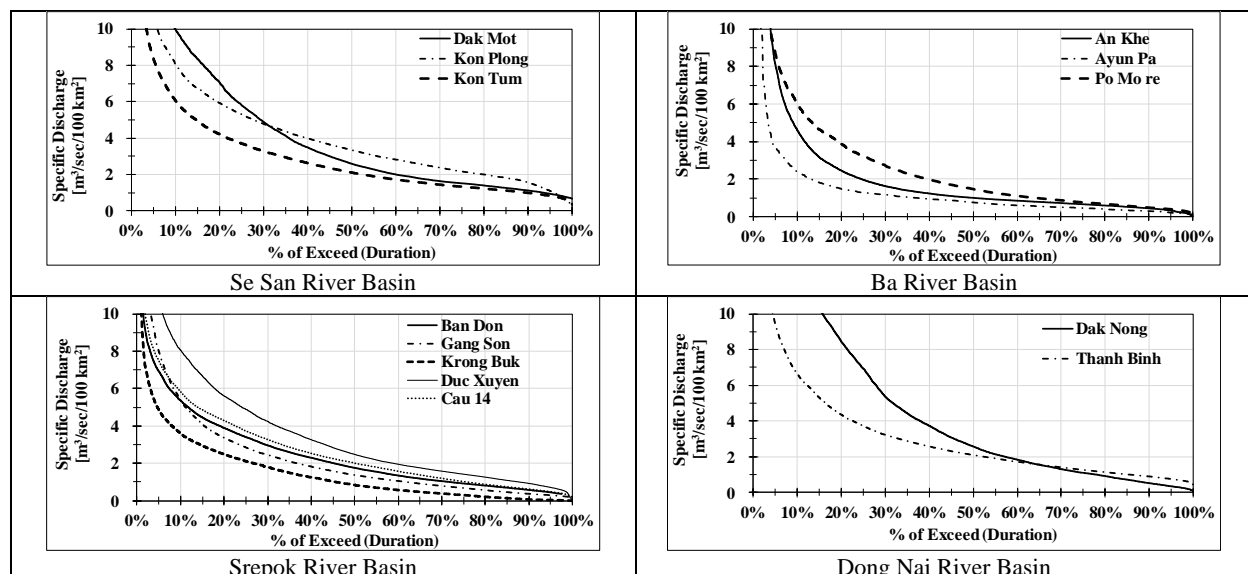 Specific Discharge
[m³/sec/100 km²]
10
8
6
4
2
0
Dak Mot
Kon Plong
Kon Tum
0% 10% 20% 30% 40% 50% 60% 70% 80% 90% 100%
% of Exceed (Duration)
Se San River Basin
Specific Discharge
[m³/sec/100 km²]
10
8
6
4
2
0
An Khe
Ayun Pa
Po Mo re
0% 10% 20% 30% 40% 50% 60% 70% 80% 90% 100%
% of Exceed (Duration)
Ba River Basin
Specific Discharge
[m³/sec/100 km²]
10
8
6
4
2
0
Ban Don
Gang Son
Krong Buk
Duc Xuyen
Cau 14
0% 10% 20% 30% 40% 50% 60% 70% 80% 90% 100%
% of Exceed (Duration)
Srepok River Basin
Specific Discharge
[m³/sec/100 km²]
10
8
6
4
2
0
Dak Nong
Thanh Binh
0% 10% 20% 30% 40% 50% 60% 70% 80% 90% 100%
% of Exceed (Duration)
Dong Nai River Basin